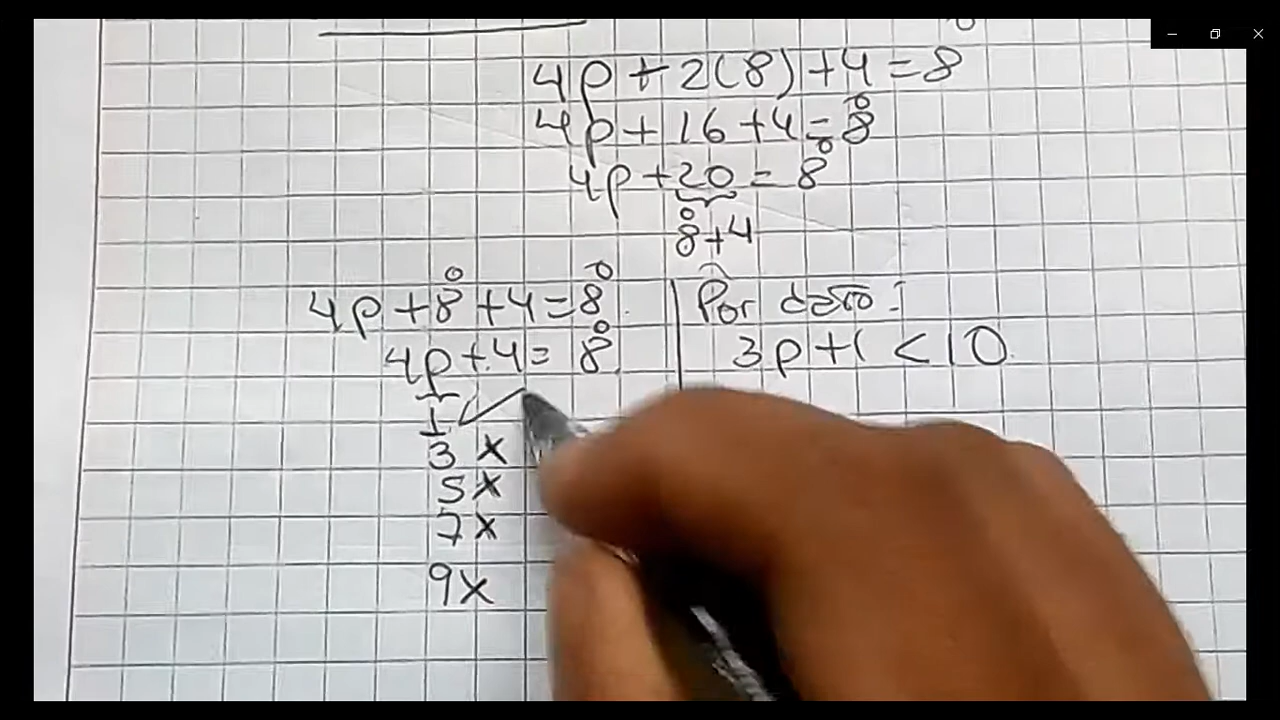 4p + 2(8) + 4 = 8̊
4p + 16 + 4 = 8̊
4p + 20 = 8̊
8̊ + 4
4p + 8̊ + 4 = 8̊
4p + 4 = 8̊
1 ✓
3 x
5 x
7 x
9 x
Por dato:
3p + 1 < 10